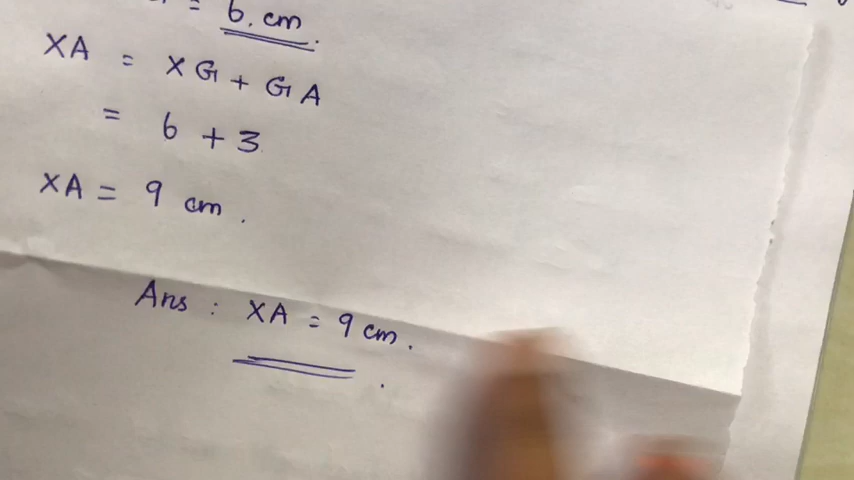 = 6. cm.
XA = XG + GA
= 6 + 3
XA = 9 cm.
Ans : XA = 9 cm.